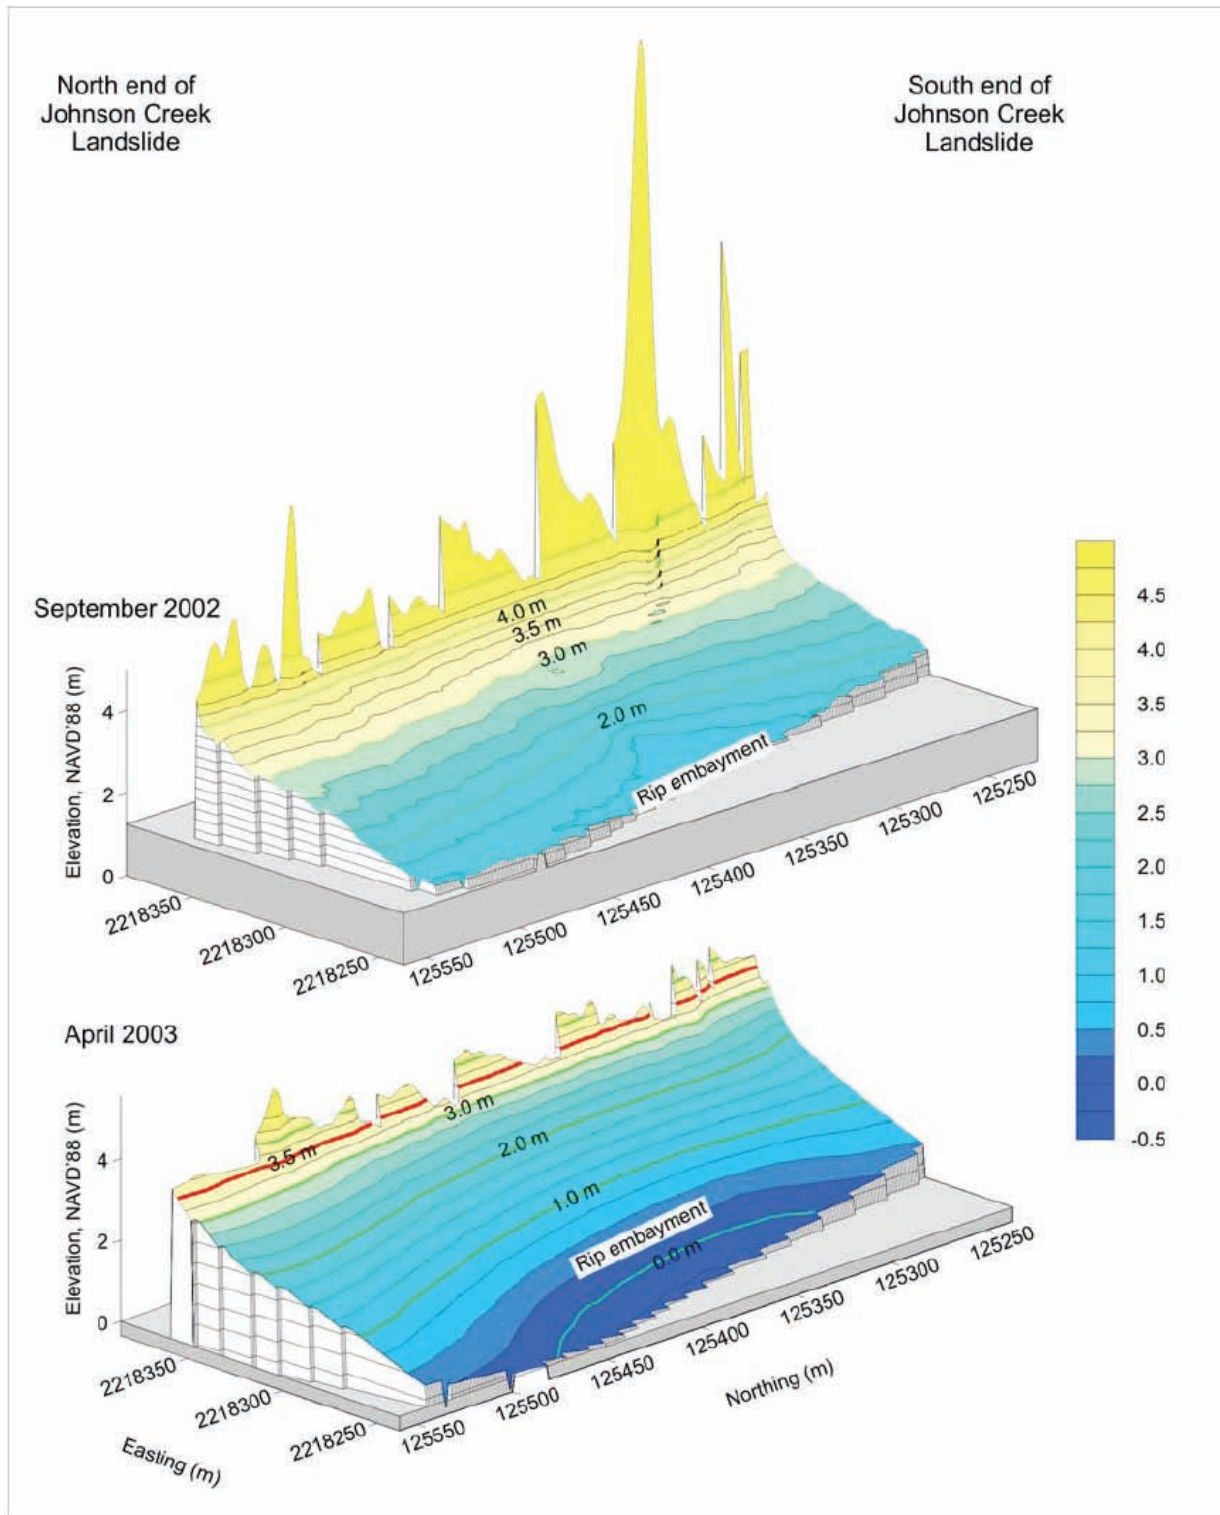 North end of
Johnson Creek
Landslide
South end of
Johnson Creek
Landslide
September 2002
4.0 m
3.5 m
3.0 m
2.0 m
Rip embayment
Elevation, NAVD'88 (m)
4
2
0
2218350
2218300
2218250
125550
125500
125450
125400
125350
125300
125250
4.5
4.0
3.5
3.0
2.5
2.0
1.5
1.0
0.5
0.0
-0.5
April 2003
3.5 m
3.0 m
2.0 m
1.0 m
Rip embayment
0.0 m
Elevation, NAVD'88 (m)
4
2
0
2218350
2218300
2218250
Easting (m)
125550
125500
125450
125400
125350
125300
125250
Northing (m)